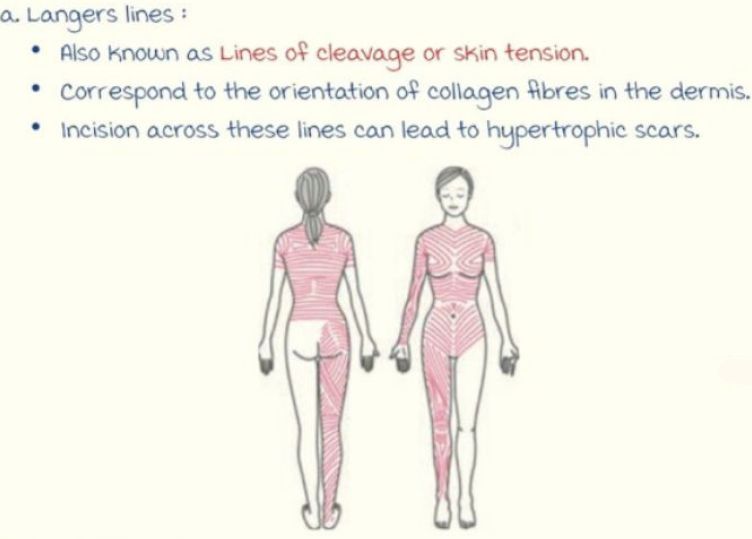 a. Langers lines :
• Also known as Lines of cleavage or skin tension.
• Correspond to the orientation of collagen fibres in the dermis.
• Incision across these lines can lead to hypertrophic scars.